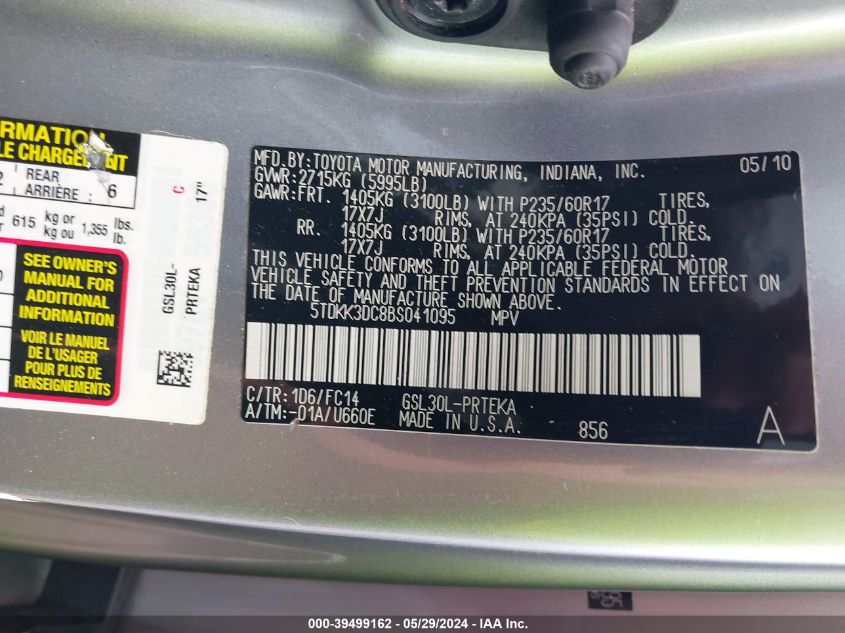 RMATION
LE CHARGEMENT
2
REAR
ARRIÈRE: 6
615 kg or 1,355 lbs.
kg ou lb.
SEE OWNER'S
MANUAL FOR
ADDITIONAL
INFORMATION
VOIR LE MANUEL
DE L'USAGER
POUR PLUS DE
RENSEIGNEMENTS
C
17"
GSL30L-
PRTEKA
MFD.BY:TOYOTA MOTOR MANUFACTURING, INDIANA, INC. 05/10
GVWR:2715KG (5995LB)
GAWR:FRT. 1405KG (3100LB) WITH P235/60R17 TIRES,
17X7J RIMS, AT 240KPA (35PSI) COLD.
RR. 1405KG (3100LB) WITH P235/60R17 TIRES,
17X7J RIMS, AT 240KPA (35PSI) COLD.
THIS VEHICLE CONFORMS TO ALL APPLICABLE FEDERAL MOTOR
VEHICLE SAFETY AND THEFT PREVENTION STANDARDS IN EFFECT ON
THE DATE OF MANUFACTURE SHOWN ABOVE.
5TDKK3DC8BS041095 MPV
C/TR:1D6/FC14 GSL30L-PRTEKA
A/TM:-01A/U660E MADE IN U.S.A. 856 A
000-39499162 - 05/29/2024 - IAA Inc.